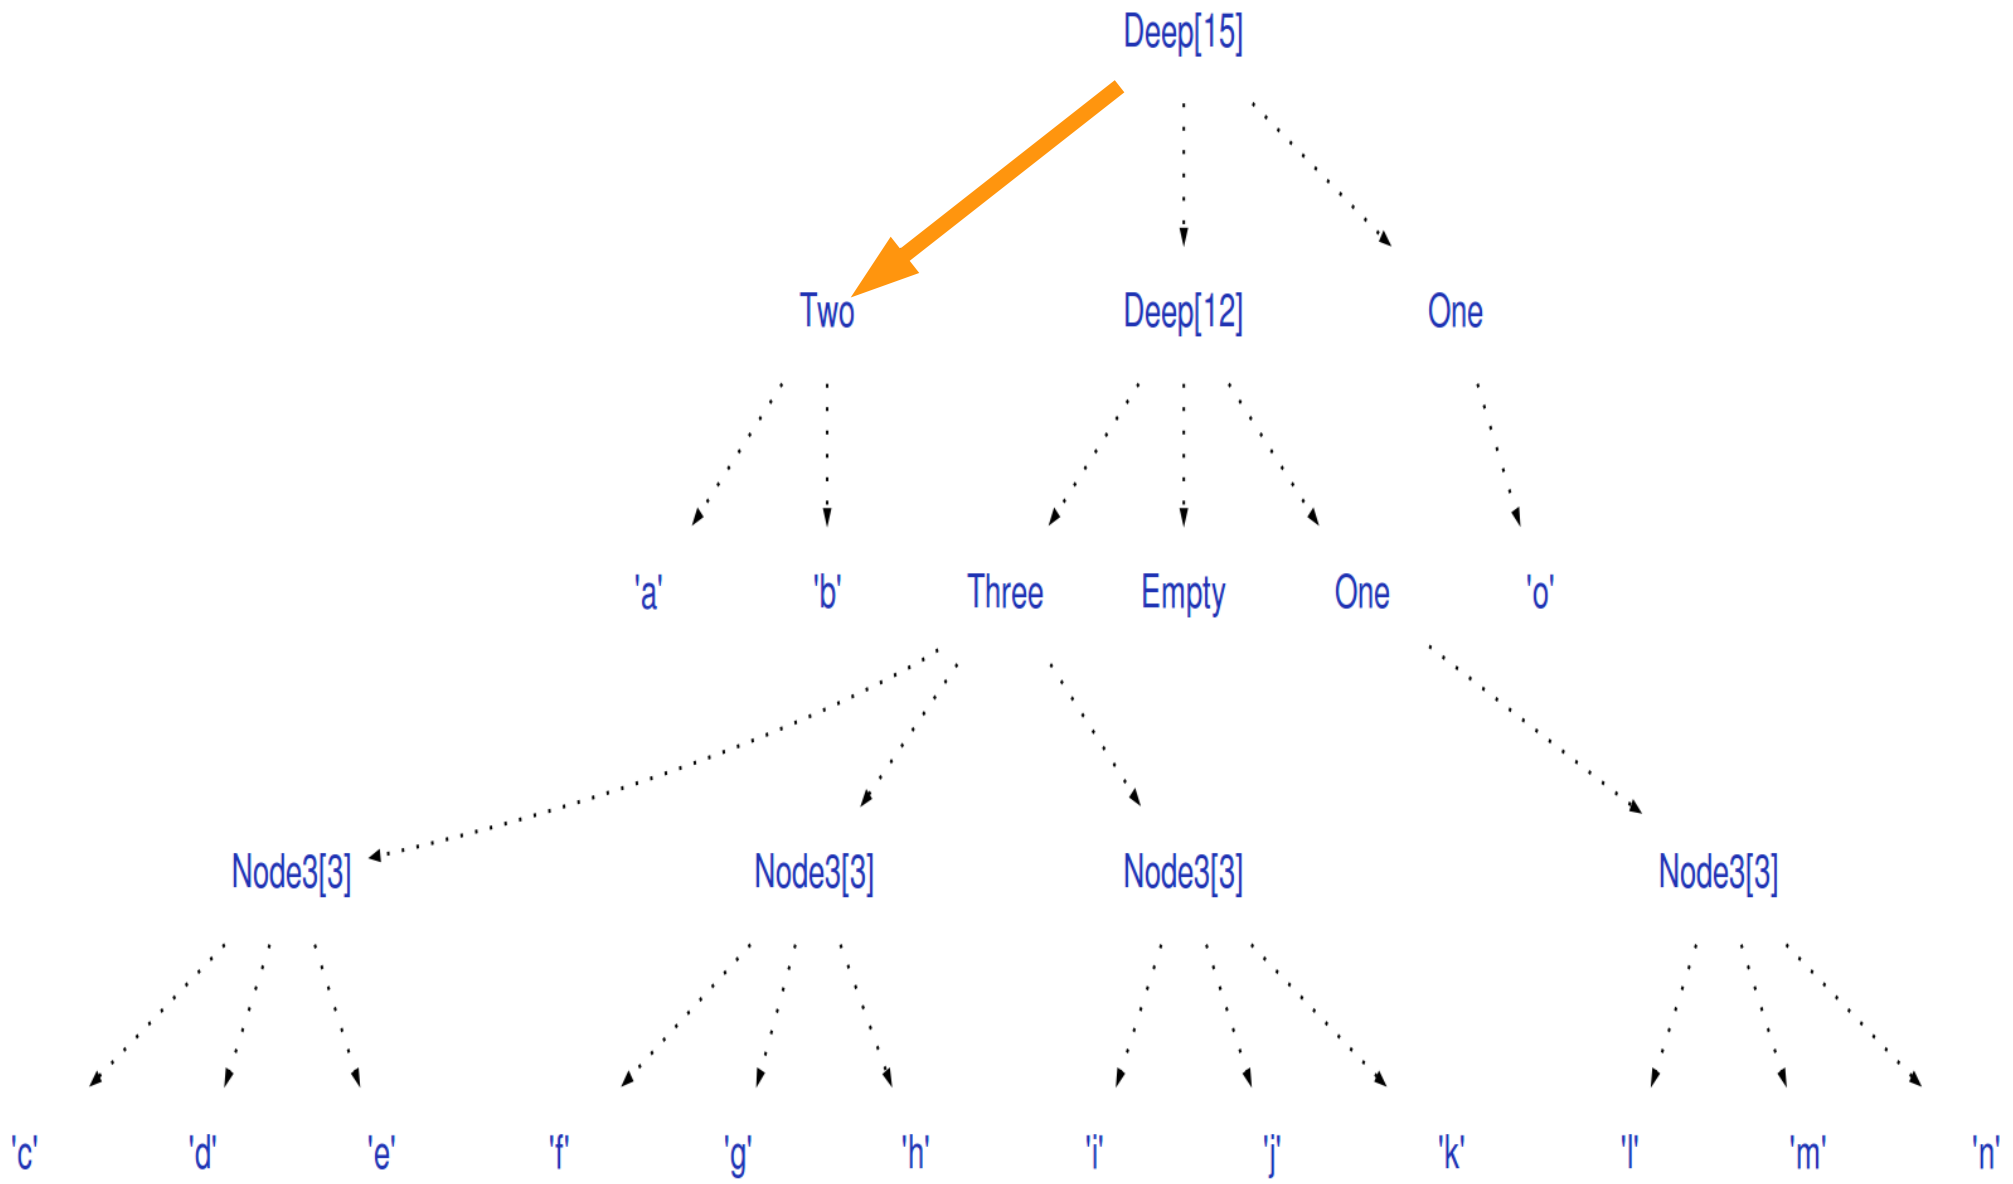 Deep[15]
Two Deep[12] One
'a' 'b' Three Empty One 'o'
Node3[3] Node3[3] Node3[3] Node3[3]
'c' 'd' 'e' 'f' 'g' 'h' 'i' 'j' 'k' 'l' 'm' 'n'